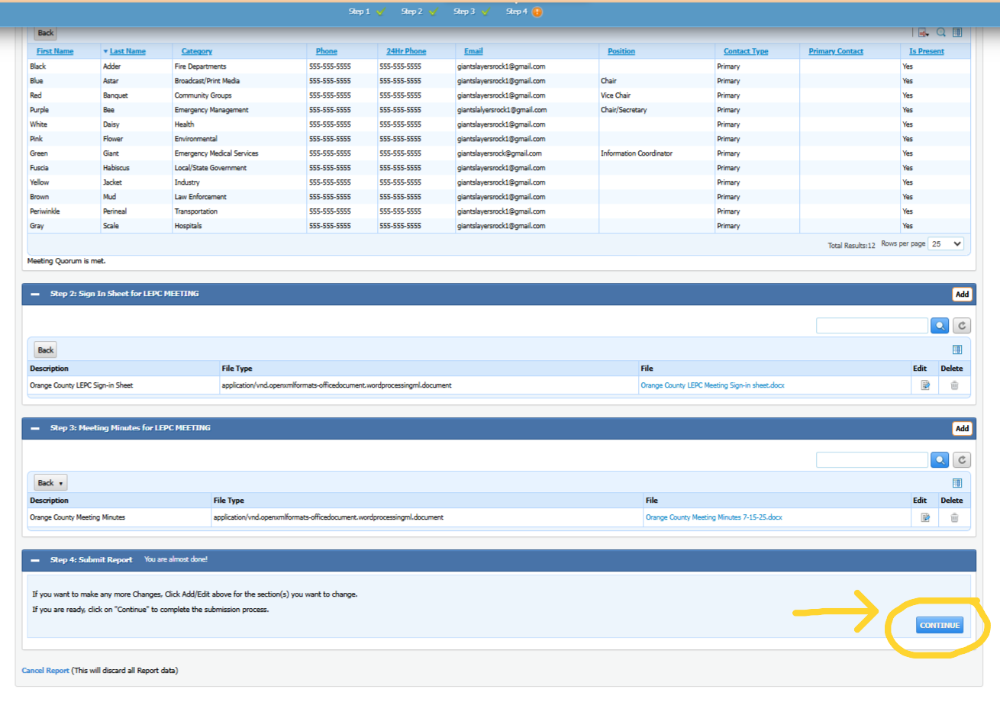 Step 1 Step 2 Step 3 Step 4
Back
First Name Last Name Category Phone 24Hr Phone Email Position Contact Type Primary Contact Is Present
Black Adder Fire Departments 555-555-5555 555-555-5555 giantslayersrock1@gmail.com Primary Yes
Blue Astar Broadcast/Print Media 555-555-5555 555-555-5555 giantslayersrock1@gmail.com Chair Primary Yes
Red Banquet Community Groups 555-555-5555 555-555-5555 giantslayersrock1@gmail.com Vice Chair Primary Yes
Purple Bee Emergency Management 555-555-5555 555-555-5555 giantslalyersrock1@gmail.com Chair/Secretary Primary Yes
White Daisy Health 555-555-5555 555-555-5555 giantslayersrock1@gmail.com Primary Yes
Pink Flower Environmental 555-555-5555 555-555-5555 giantslayersrock1@gmail.com Primary Yes
Green Giant Emergency Medical Services 555-555-5555 555-555-5555 giantslayersrock@gmail.com Information Coordinator Primary Yes
Fuscia Habiscus Local/State Government 555-555-5555 555-555-5555 giantslayersrock1@gmail.com Primary Yes
Yellow Jacket Industry 555-555-5555 555-555-5555 giantslayersrock1@gmail.com Primary Yes
Brown Mud Law Enforcement 555-555-5555 555-555-5555 giantslayersrock1@gmail.com Primary Yes
Periwinkle Perineal Transportation 555-555-5555 555-555-5555 giantslayersrock1@gmail.com Primary Yes
Gray Scale Hospitals 555-555-5555 555-555-5555 giantslayersrock1@gmail.com Primary Yes
Total Results:12 Rows per page 25
Meeting Quorum is met.
Step 2: Sign In Sheet for LEPC MEETING Add
Back
Description File Type File Edit Delete
Orange County LEPC Sign-in Sheet application/vnd.openxmlformats-officedocument.wordprocessingml.document Orange County LEPC Meeting Sign-in sheet.docx
Step 3: Meeting Minutes for LEPC MEETING Add
Back
Description File Type File Edit Delete
Orange County Meeting Minutes application/vnd.openxmlformats-officedocument.wordprocessingml.document Orange County Meeting Minutes 7-15-25.docx
Step 4: Submit Report You are almost done!
If you want to make any more Changes, Click Add/Edit above for the section(s) you want to change.
If you are ready, click on "Continue" to complete the submission process.
CONTINUE
Cancel Report (This will discard all Report data)